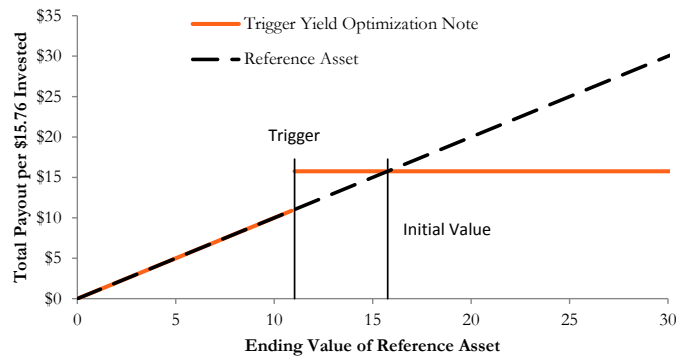 Total Payout per $15.76 Invested
$35
$30
$25
$20
$15
$10
$5
$0
Trigger Yield Optimization Note
Reference Asset
Trigger
Initial Value
0 5 10 15 20 25 30
Ending Value of Reference Asset